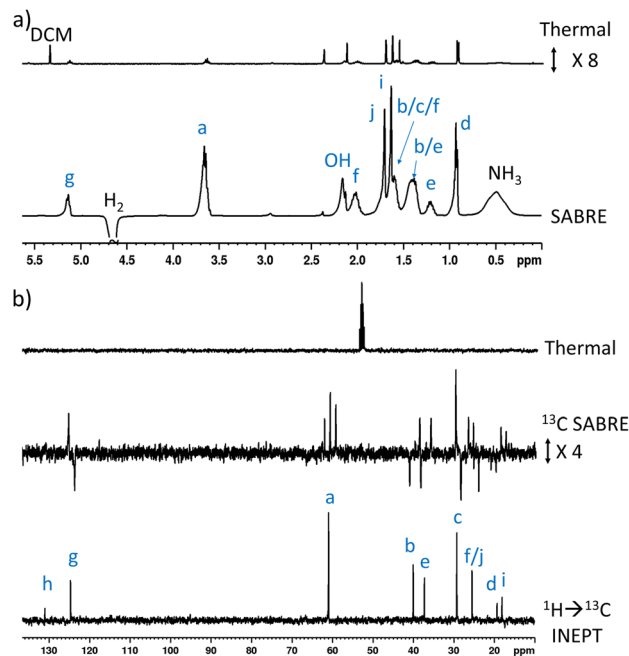 a)
DCM
Thermal
X 8
i
j
b/c/f
a
b/e
d
OH
g
f
H₂
e
NH₃
SABRE
5.5 5.0 4.5 4.0 3.5 3.0 2.5 2.0 1.5 1.0 0.5 ppm
b)
Thermal
¹³C SABRE
X 4
a
c
b
g
e
f/j
h
d
i
¹H→¹³C
INEPT
130 120 110 100 90 80 70 60 50 40 30 20 ppm